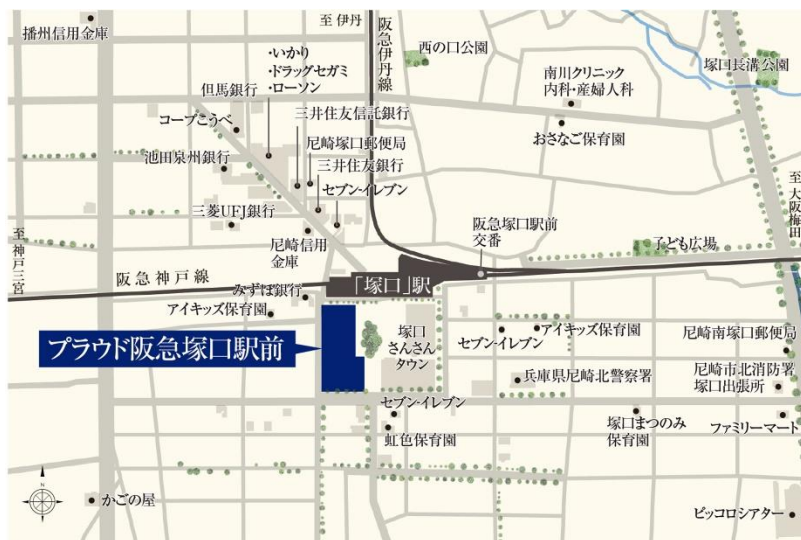 播州信用金庫
至 伊丹
阪急伊丹線
・いかり
・ドラッグセガミ
・ローソン
但馬銀行
コープこうべ
池田泉州銀行
三井住友信託銀行
尼崎塚口郵便局
三井住友銀行
セブン-イレブン
三菱UFJ銀行
尼崎信用
金庫
西の口公園
南川クリニック
内科・産婦人科
おさなご保育園
塚口長溝公園
至 大阪梅田
阪急塚口駅前
交番
子ども広場
至 神戸三宮
阪急神戸線
「塚口」駅
みずほ銀行
アイキッズ保育園
プラウド阪急塚口駅前
塚口
さんさん
タウン
セブン-イレブン
アイキッズ保育園
兵庫県尼崎北警察署
尼崎南塚口郵便局
尼崎市北消防署
塚口出張所
ファミリーマート
セブン-イレブン
虹色保育園
塚口まつのみ
保育園
かごの屋
ピッコロシアター